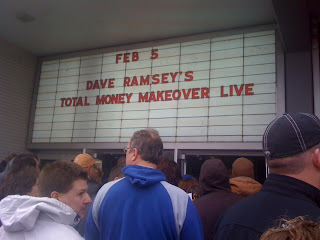 FEB 5
DAVE RAMSEY'S
TOTAL MONEY MAKEOVER LIVE